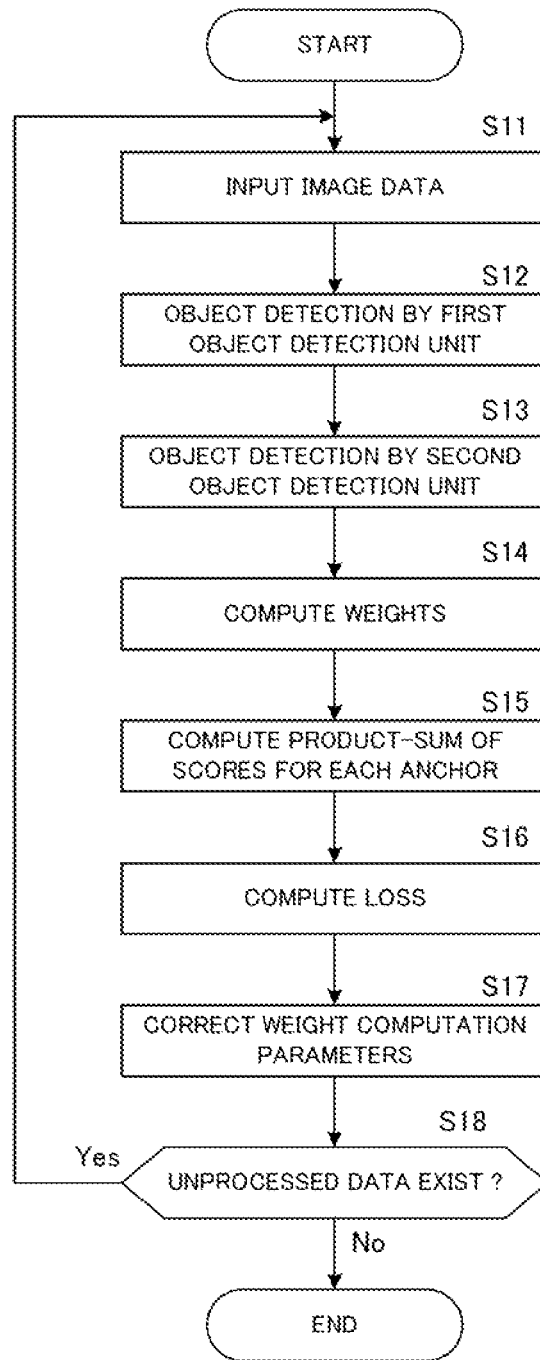 START
S11
INPUT IMAGE DATA
S12
OBJECT DETECTION BY FIRST
OBJECT DETECTION UNIT
S13
OBJECT DETECTION BY SECOND
OBJECT DETECTION UNIT
S14
COMPUTE WEIGHTS
S15
COMPUTE PRODUCT-SUM OF
SCORES FOR EACH ANCHOR
S16
COMPUTE LOSS
S17
CORRECT WEIGHT COMPUTATION
PARAMETERS
S18
Yes
UNPROCESSED DATA EXIST ?
No
END